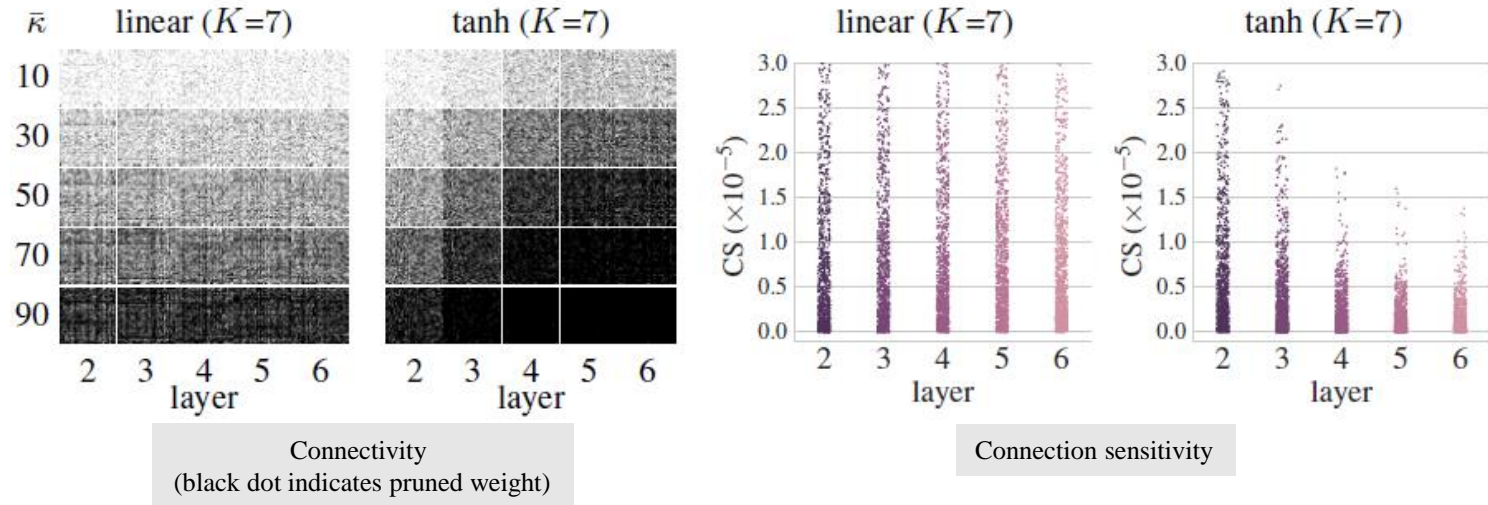 κ̄ linear (K=7) tanh (K=7)
10
30
50
70
90
2 3 4 5 6 2 3 4 5 6
layer layer
Connectivity
(black dot indicates pruned weight)
linear (K=7) tanh (K=7)
3.0
2.5
2.0
1.5
1.0
0.5
0.0
CS (×10⁻⁵)
2 3 4 5 6
layer
3.0
2.5
2.0
1.5
1.0
0.5
0.0
CS (×10⁻⁵)
2 3 4 5 6
layer
Connection sensitivity